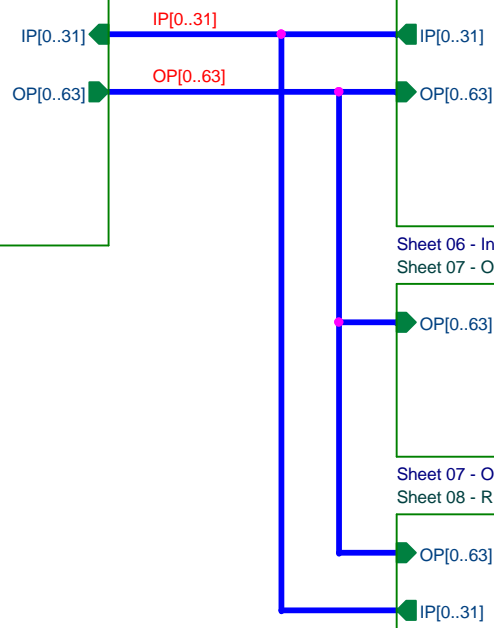 IP[0..31]
IP[0..31]
IP[0..31]
OP[0..63]
OP[0..63]
OP[0..63]
Sheet 06 - In
Sheet 07 - O
OP[0..63]
Sheet 07 - O
Sheet 08 - R
OP[0..63]
IP[0..31]